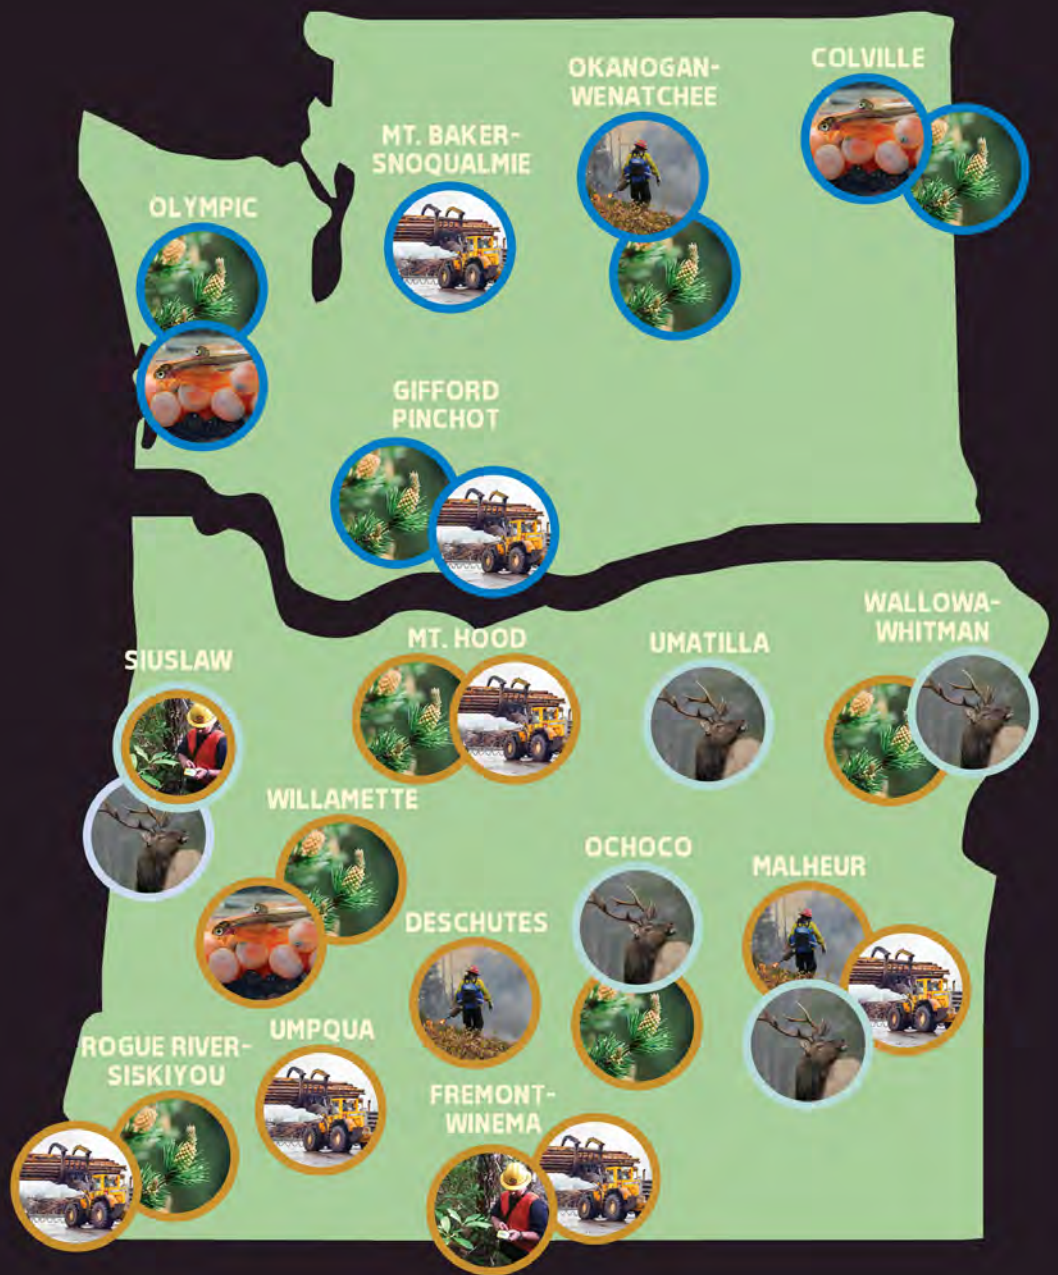 COLVILLE
OKANOGAN-
WENATCHEE
MT. BAKER-
SNOQUALMIE
OLYMPIC
GIFFORD
PINCHOT
WALLOWA-
WHITMAN
MT. HOOD
UMATILLA
SIUSLAW
WILLAMETTE
OCHOCO
MALHEUR
DESCHUTES
UMPQUA
ROGUE RIVER-
SISKIYOU
FREMONT-
WINEMA